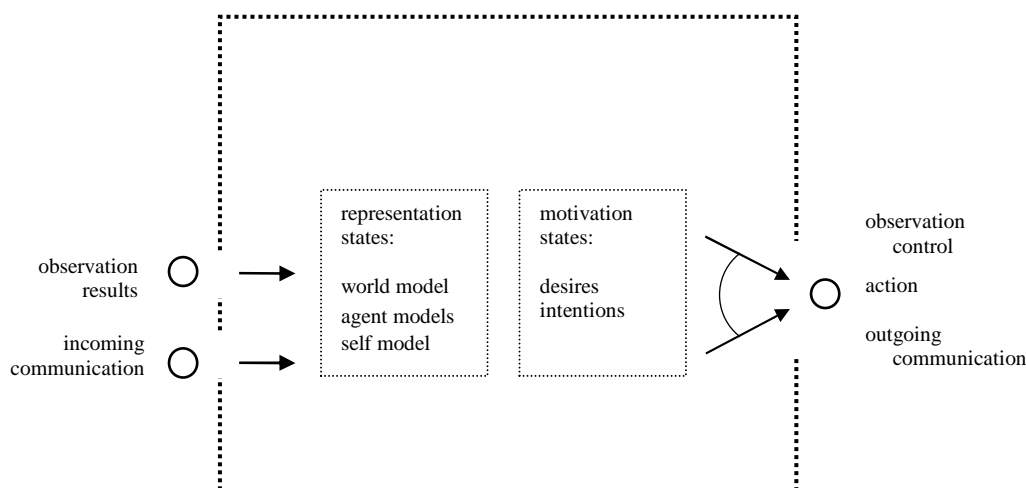 observation
results
incoming
communication
representation
states:
world model
agent models
self model
motivation
states:
desires
intentions
observation
control
action
outgoing
communication